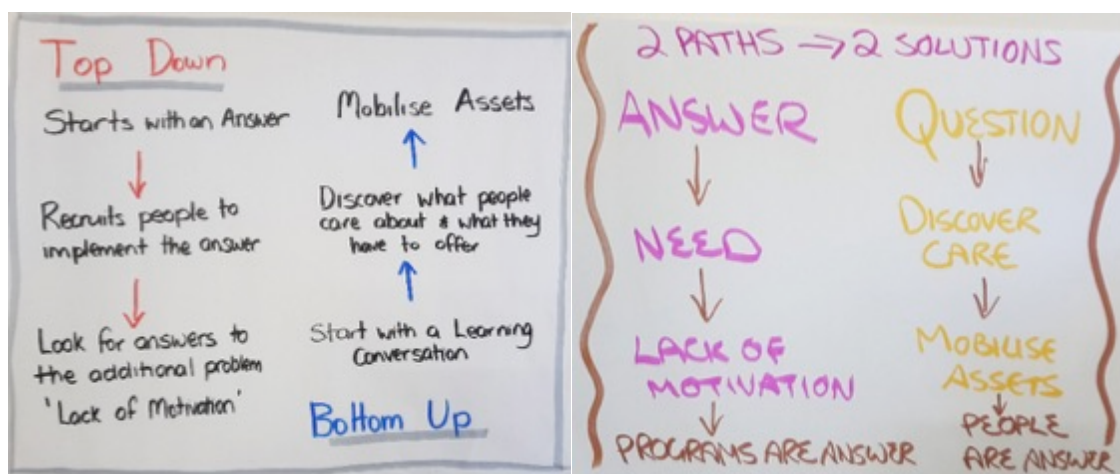 Top Down
Starts with an Answer
Recruits people to
implement the answer
Look for answers to
the additional problem
'Lack of Motivation'
Mobilise Assets
Discover what people
care about & what they
have to offer
Start with a Learning
Conversation
Bottom Up
2 PATHS → 2 SOLUTIONS
ANSWER
NEED
LACK OF
MOTIVATION
PROGRAMS ARE ANSWER
QUESTION
DISCOVER
CARE
MOBILISE
ASSETS
PEOPLE
ARE ANSWER